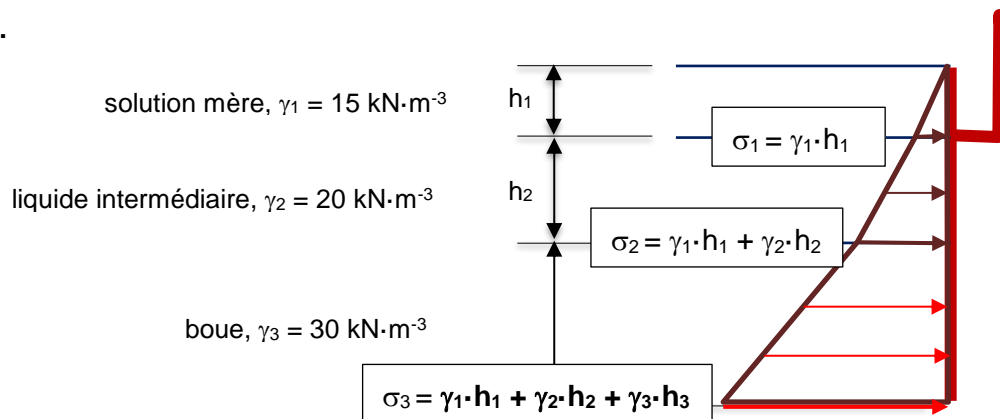 .
solution mère, γ₁ = 15 kN·m⁻³
h₁
σ₁ = γ₁·h₁
liquide intermédiaire, γ₂ = 20 kN·m⁻³
h₂
σ₂ = γ₁·h₁ + γ₂·h₂
boue, γ₃ = 30 kN·m⁻³
σ₃ = γ₁·h₁ + γ₂·h₂ + γ₃·h₃